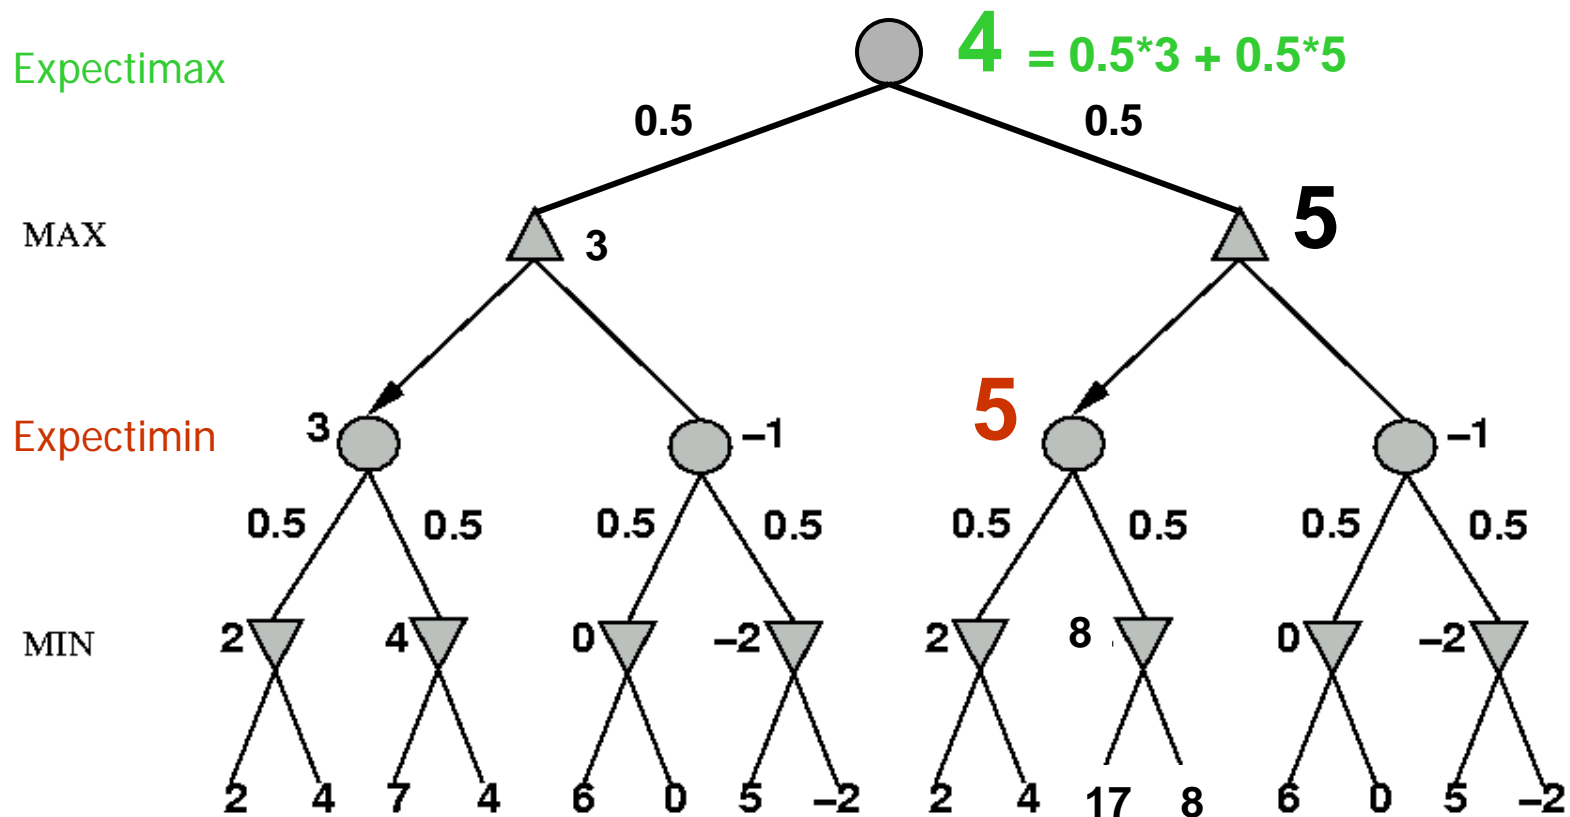 Expectimax 4 = 0.5*3 + 0.5*5
0.5 0.5
MAX 3 5
Expectimin 3 –1 5 –1
0.5 0.5 0.5 0.5 0.5 0.5 0.5 0.5
MIN 2 4 0 –2 2 8 0 –2
2 4 7 4 6 0 5 –2 2 4 17 8 6 0 5 –2